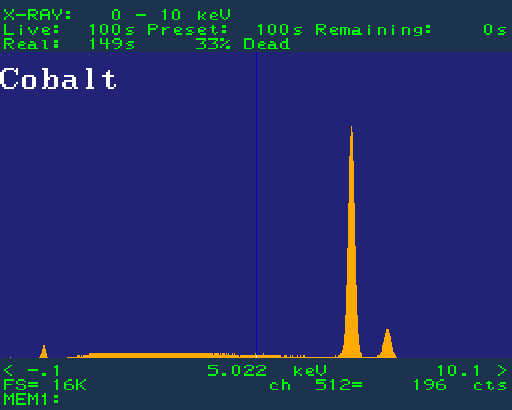 X-RAY: 0 - 10 keV
Live: 100s Preset: 100s Remaining: 0s
Real: 149s 33% Dead
Cobalt
< -.1 5.022 keV 10.1 >
FS= 16K ch 512= 196 cts
MEM1: